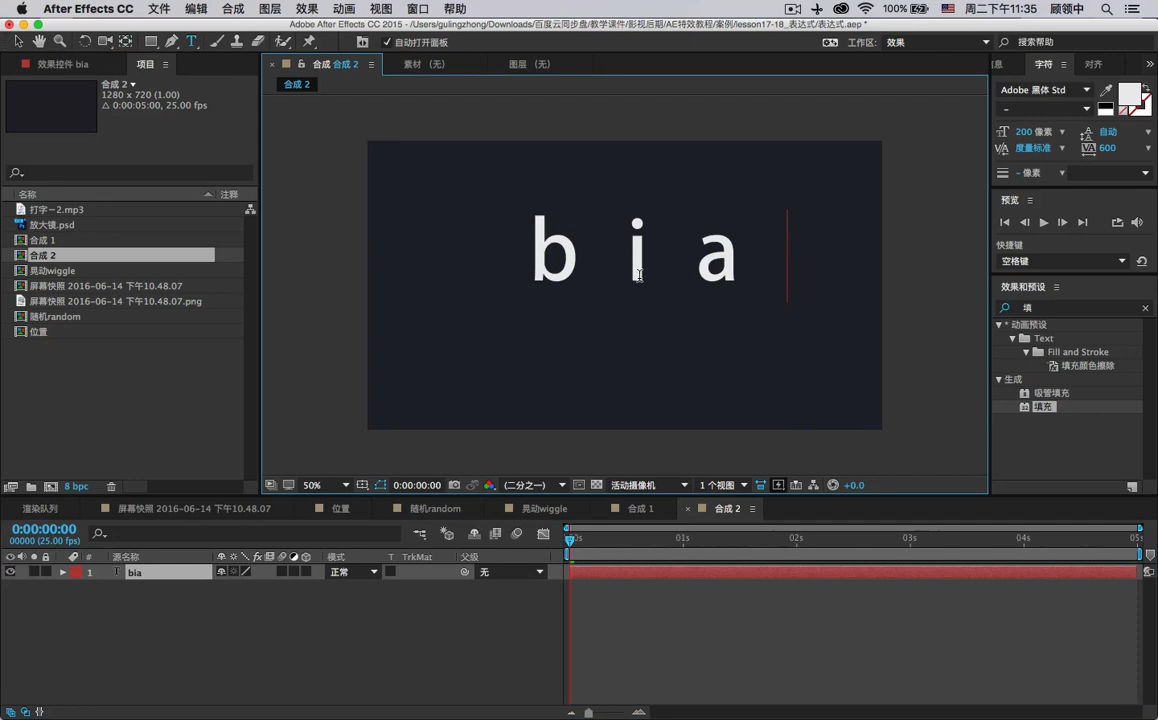 After Effects CC 文件 编辑 合成 图层 效果 动画 视图 窗口 帮助 100% 周二下午11:35 顾领中
Adobe After Effects CC 2015 - /Users/gulingzhong/Downloads/百度云同步盘/教学课件/影视后期/AE特效教程/案例/lesson17-18_表达式/表达式.aep *
自动打开面板 工作区: 效果 搜索帮助
效果控件 bia 项目 合成 合成 2 素材 (无) 图层 (无) 息 字符 对齐
合成 2
合成 2
1280 x 720 (1.00)
△ 0:00:05:00, 25.00 fps
名称 注释
打字－2.mp3
放大镜.psd
合成 1
合成 2
晃动wiggle
屏幕快照 2016-06-14 下午10.48.07
屏幕快照 2016-06-14 下午10.48.07.png
随机random
位置
8 bpc
b i a
50% 0:00:00:00 (二分之一) 活动摄像机 1 个视图 +0.0
Adobe 黑体 Std
-
200 像素 自动
度量标准 600
- 像素
预览
快捷键
空格键
效果和预设
填
* 动画预设
Text
Fill and Stroke
填充颜色擦除
生成
吸管填充
填充
渲染队列 屏幕快照 2016-06-14 下午10.48.07 位置 随机random 晃动wiggle 合成 1 合成 2
0:00:00:00
00000 (25.00 fps)
# 源名称 模式 T TrkMat 父级
1 T bia 正常 无
00s 01s 02s 03s 04s 05s